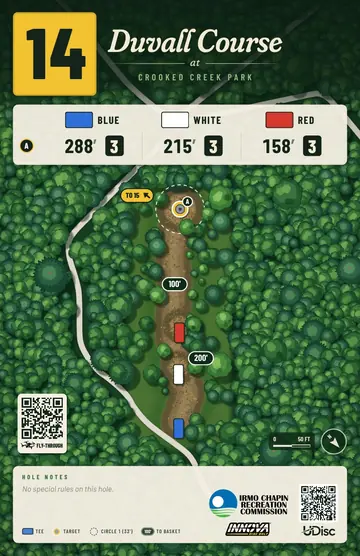 14
Duvall Course
at
CROOKED CREEK PARK
BLUE
WHITE
RED
A
288' 3
215' 3
158' 3
TO 15
A
100'
200'
FLY-THROUGH
0 50 FT
HOLE NOTES
No special rules on this hole.
IRMO CHAPIN
RECREATION
COMMISSION
INNOVA
UDisc
TEE
TARGET
CIRCLE 1 (33')
TO BASKET